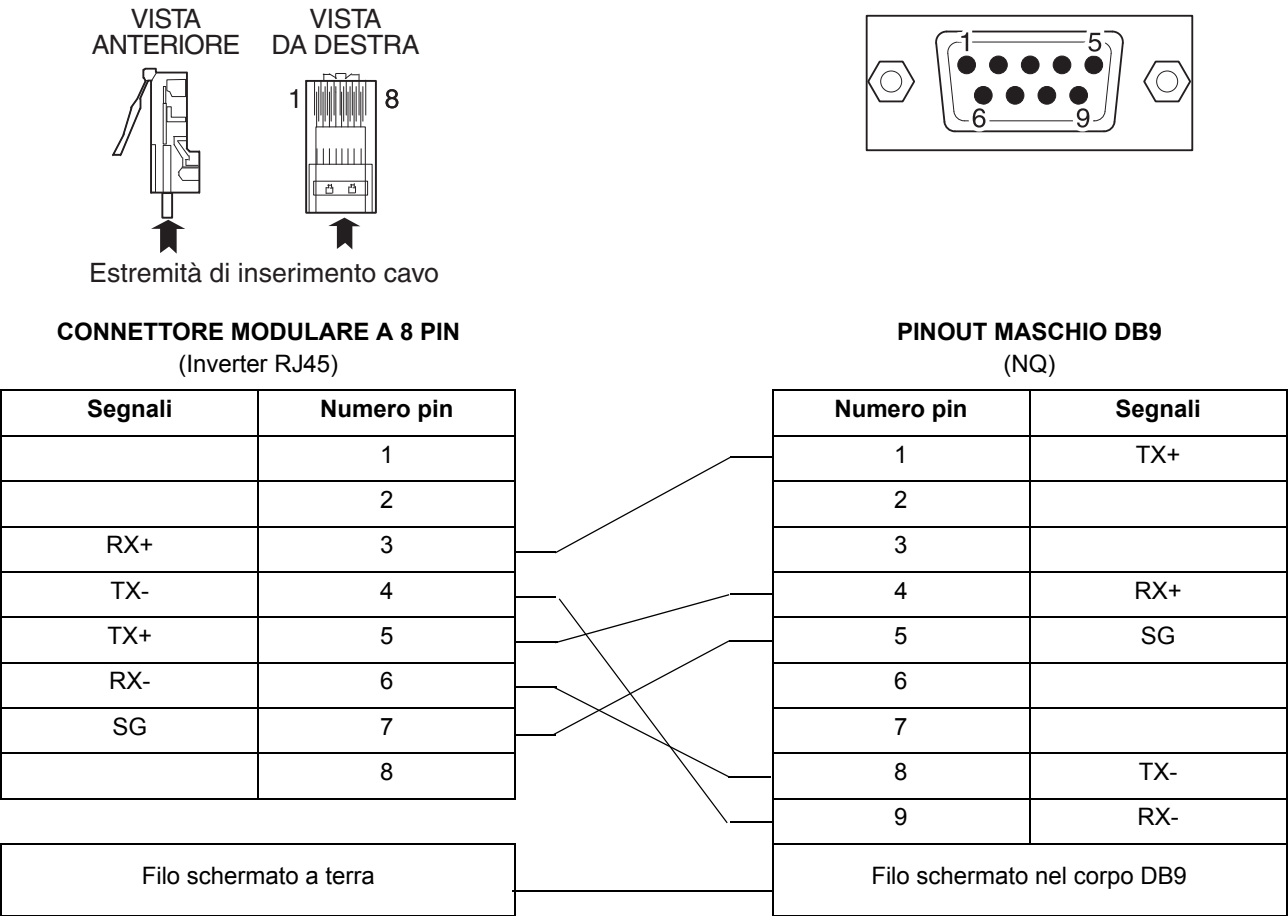 VISTA
ANTERIORE
VISTA
DA DESTRA
1 8
Estremità di inserimento cavo
1 5
6 9
CONNETTORE MODULARE A 8 PIN
(Inverter RJ45)
Segnali Numero pin
1
2
RX+ 3
TX- 4
TX+ 5
RX- 6
SG 7
8
Filo schermato a terra
PINOUT MASCHIO DB9
(NQ)
Numero pin Segnali
1 TX+
2
3
4 RX+
5 SG
6
7
8 TX-
9 RX-
Filo schermato nel corpo DB9